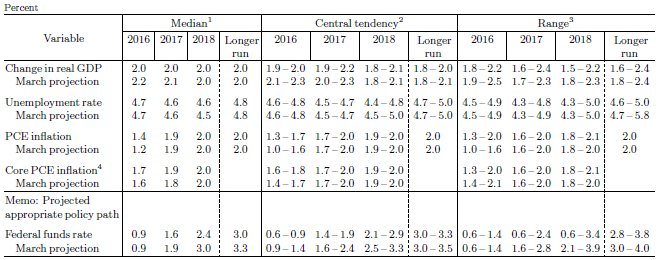 Percent
Variable Median1 Central tendency2 Range3
2016 2017 2018 Longer run 2016 2017 2018 Longer run 2016 2017 2018 Longer run
Change in real GDP 2.0 2.0 2.0 2.0 1.9–2.0 1.9–2.2 1.8–2.1 1.8–2.0 1.8–2.2 1.6–2.4 1.5–2.2 1.6–2.4
March projection 2.2 2.1 2.0 2.0 2.1–2.3 2.0–2.3 1.8–2.1 1.8–2.1 1.9–2.5 1.7–2.3 1.8–2.3 1.8–2.4
Unemployment rate 4.7 4.6 4.6 4.8 4.6–4.8 4.5–4.7 4.4–4.8 4.7–5.0 4.5–4.9 4.3–4.8 4.3–5.0 4.6–5.0
March projection 4.7 4.6 4.5 4.8 4.6–4.8 4.5–4.7 4.5–5.0 4.7–5.0 4.5–4.9 4.3–4.9 4.3–5.0 4.7–5.8
PCE inflation 1.4 1.9 2.0 2.0 1.3–1.7 1.7–2.0 1.9–2.0 2.0 1.3–2.0 1.6–2.0 1.8–2.1 2.0
March projection 1.2 1.9 2.0 2.0 1.0–1.6 1.7–2.0 1.9–2.0 2.0 1.0–1.6 1.6–2.0 1.8–2.0 2.0
Core PCE inflation4 1.7 1.9 2.0 1.6–1.8 1.7–2.0 1.9–2.0 1.3–2.0 1.6–2.0 1.8–2.1
March projection 1.6 1.8 2.0 1.4–1.7 1.7–2.0 1.9–2.0 1.4–2.1 1.6–2.0 1.8–2.0
Memo: Projected
appropriate policy path
Federal funds rate 0.9 1.6 2.4 3.0 0.6–0.9 1.4–1.9 2.1–2.9 3.0–3.3 0.6–1.4 0.6–2.4 0.6–3.4 2.8–3.8
March projection 0.9 1.9 3.0 3.3 0.9–1.4 1.6–2.4 2.5–3.3 3.0–3.5 0.6–1.4 1.6–2.8 2.1–3.9 3.0–4.0